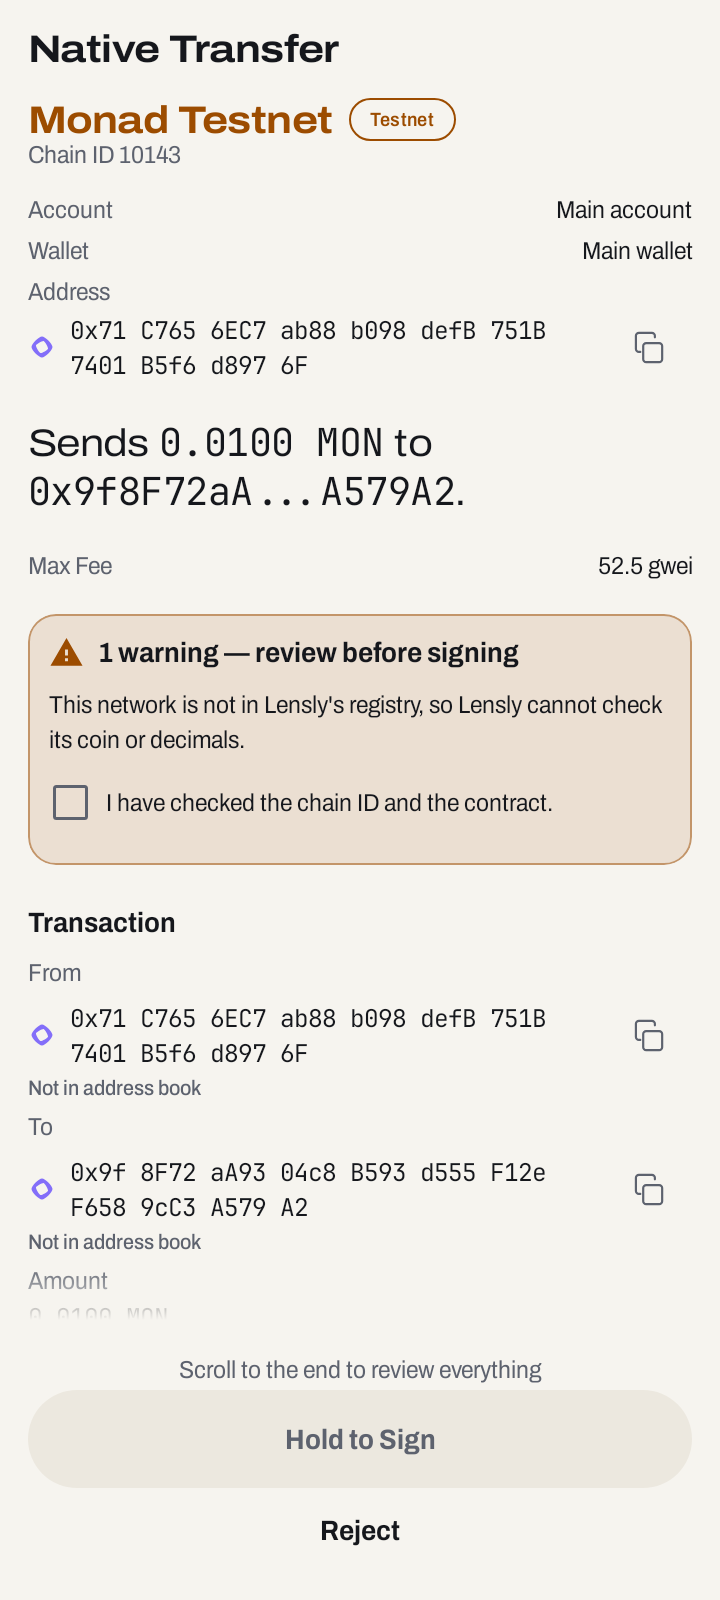 Native Transfer
Monad Testnet Testnet
Chain ID 10143
Account Main account
Wallet Main wallet
Address
0x71 C765 6EC7 ab88 b098 defB 751B
7401 B5f6 d897 6F
Sends 0.0100 MON to
0x9f8F72aA...A579A2.
Max Fee 52.5 gwei
1 warning — review before signing
This network is not in Lensly's registry, so Lensly cannot check
its coin or decimals.
I have checked the chain ID and the contract.
Transaction
From
0x71 C765 6EC7 ab88 b098 defB 751B
7401 B5f6 d897 6F
Not in address book
To
0x9f 8F72 aA93 04c8 B593 d555 F12e
F658 9cC3 A579 A2
Not in address book
Amount
0.0100 MON
Scroll to the end to review everything
Hold to Sign
Reject